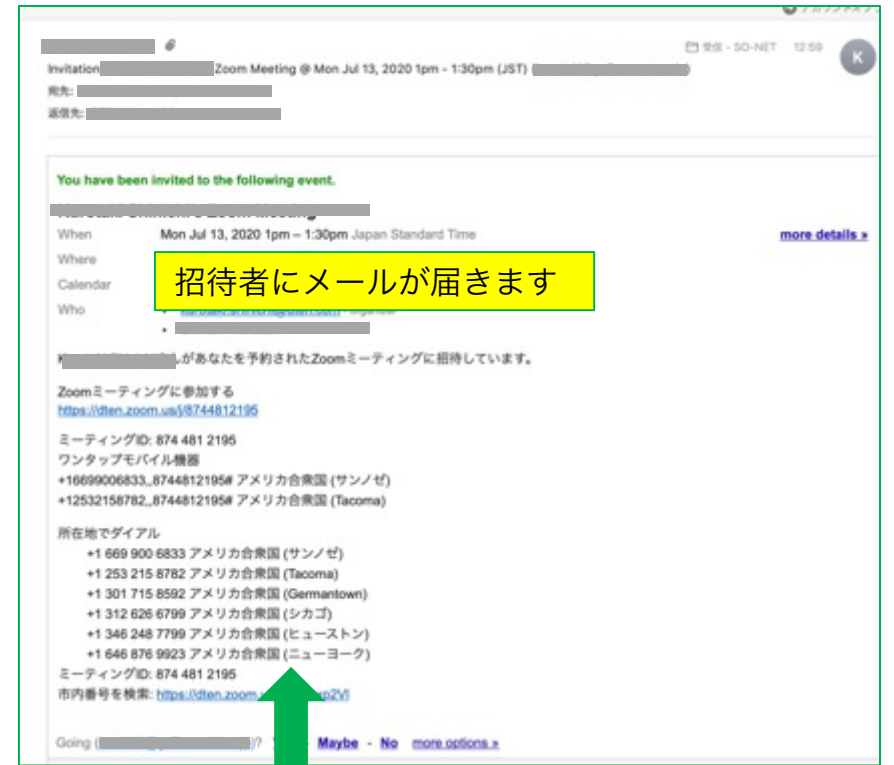 受信 - SO-NET 12:59
K
Invitation Zoom Meeting @ Mon Jul 13, 2020 1pm - 1:30pm (JST)
宛先:
返信先:
You have been invited to the following event.
Zoom Meeting
When Mon Jul 13, 2020 1pm – 1:30pm Japan Standard Time more details »
Where
招待者にメールが届きます
Calendar
Who
があなたを予約されたZoomミーティングに招待しています。
Zoomミーティングに参加する
https://dten.zoom.us/j/8744812195
ミーティングID: 874 481 2195
ワンタップモバイル機器
+16699006833,,8744812195# アメリカ合衆国 (サンノゼ)
+12532158782,,8744812195# アメリカ合衆国 (Tacoma)
所在地でダイアル
+1 669 900 6833 アメリカ合衆国 (サンノゼ)
+1 253 215 8782 アメリカ合衆国 (Tacoma)
+1 301 715 8592 アメリカ合衆国 (Germantown)
+1 312 626 6799 アメリカ合衆国 (シカゴ)
+1 346 248 7799 アメリカ合衆国 (ヒューストン)
+1 646 876 9923 アメリカ合衆国 (ニューヨーク)
ミーティングID: 874 481 2195
市内番号を検索: https://dten.zoom
Going ( )? - Maybe - No more options »